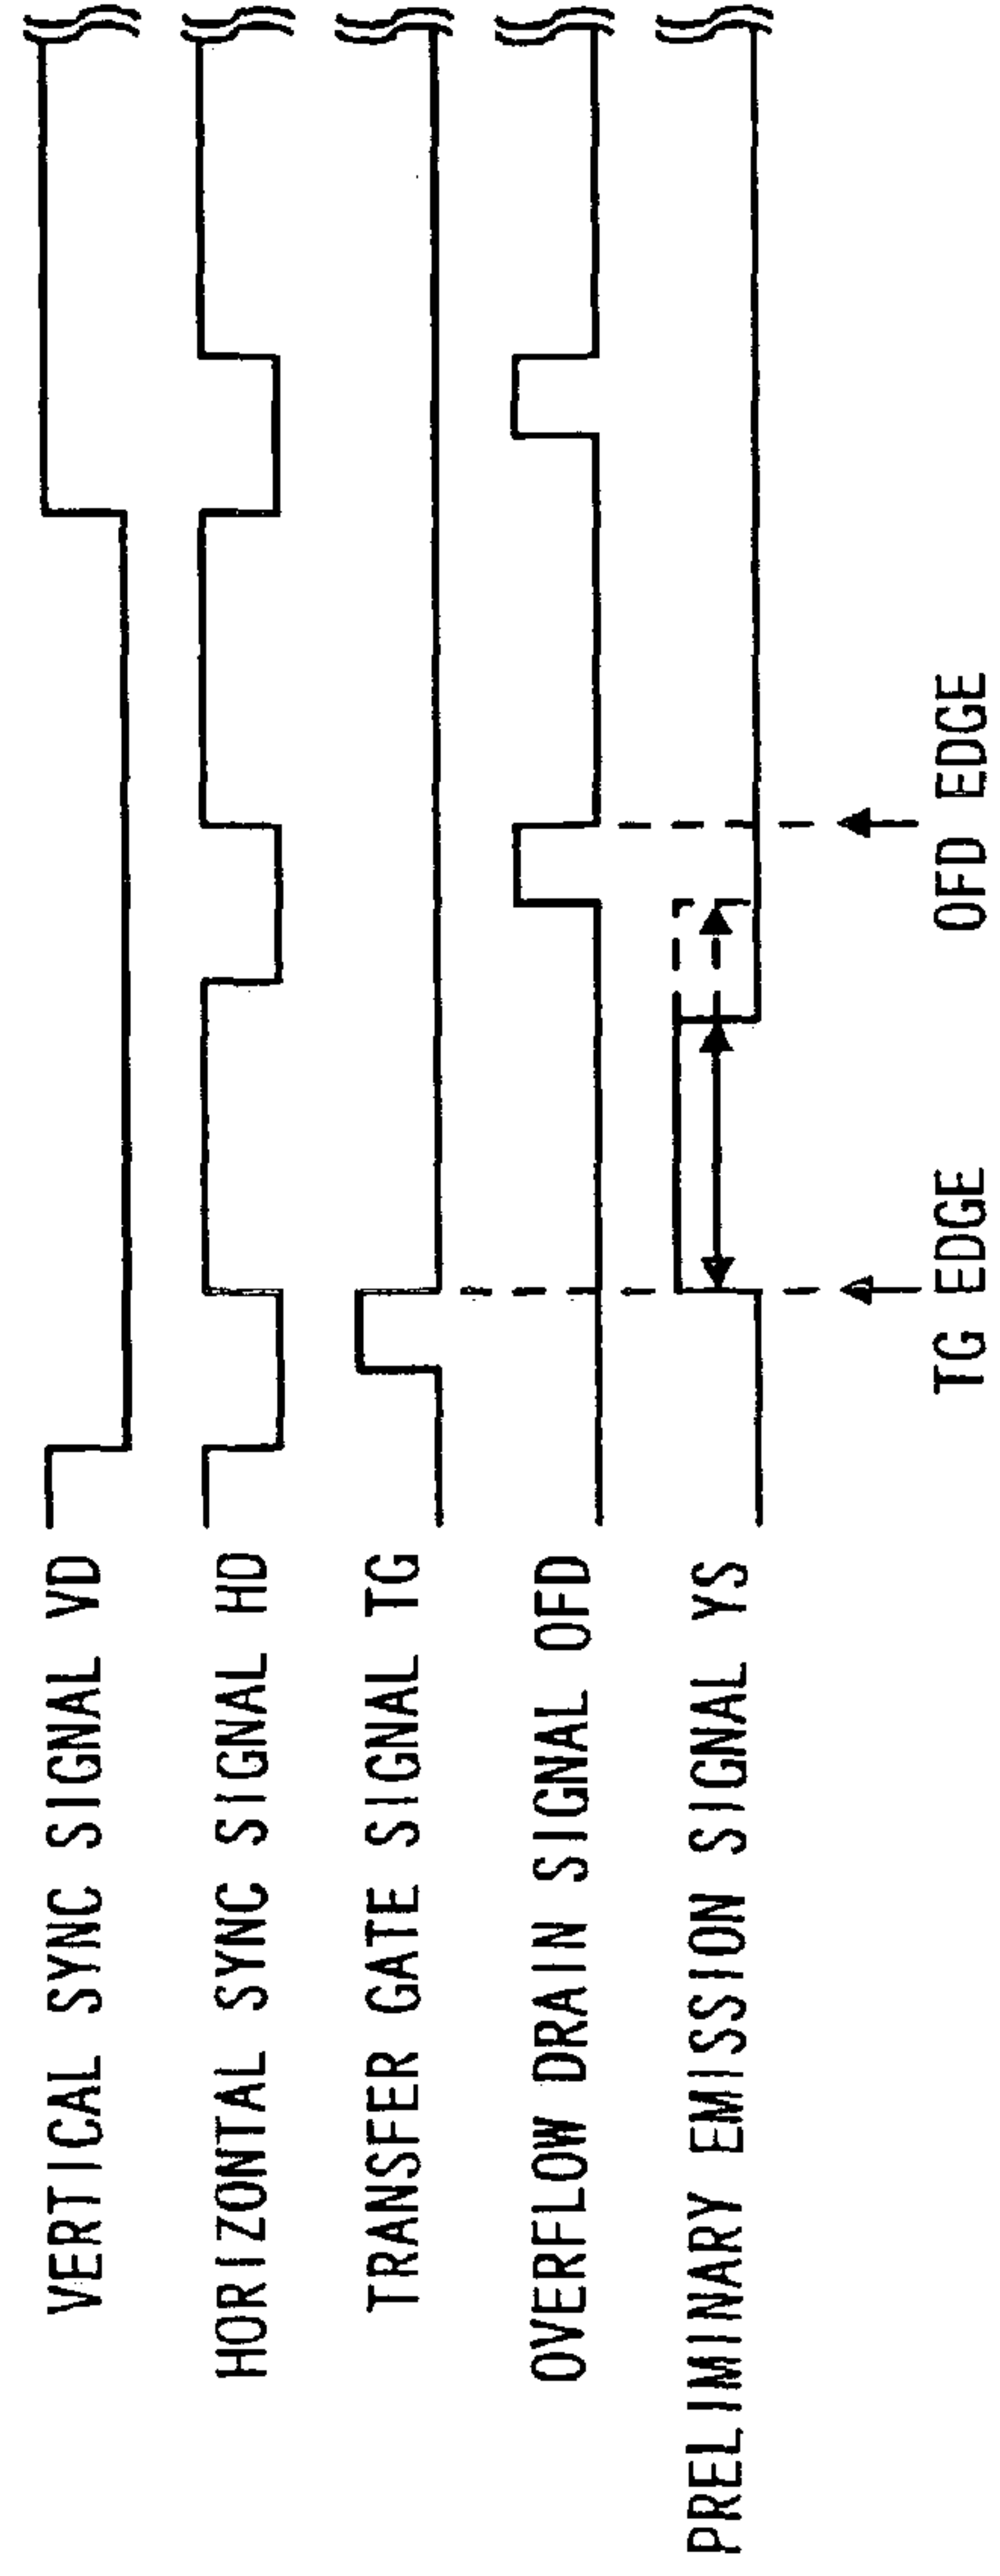 VERTICAL SYNC SIGNAL VD
HORIZONTAL SYNC SIGNAL HD
TRANSFER GATE SIGNAL TG
OVERFLOW DRAIN SIGNAL OFD
PRELIMINARY EMISSION SIGNAL YS
TG EDGE
OFD EDGE